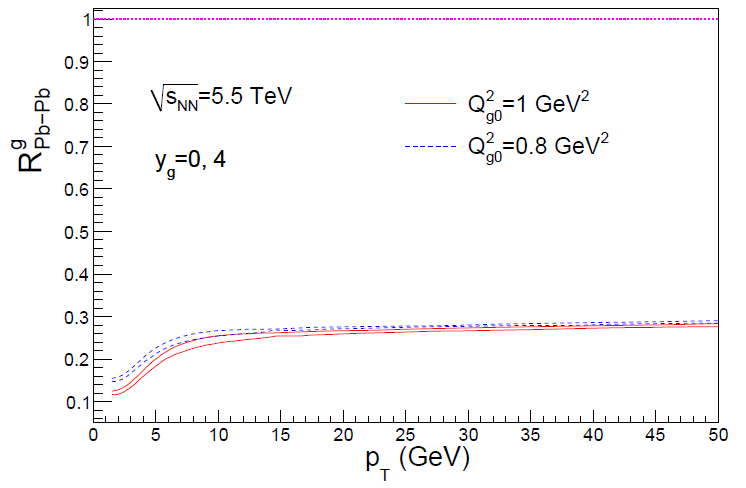 R^g_Pb−Pb
1
0.9
0.8
0.7
0.6
0.5
0.4
0.3
0.2
0.1
√s_NN=5.5 TeV
y_g=0, 4
Q^2_g0=1 GeV^2
Q^2_g0=0.8 GeV^2
0 5 10 15 20 25 30 35 40 45 50
p_T (GeV)